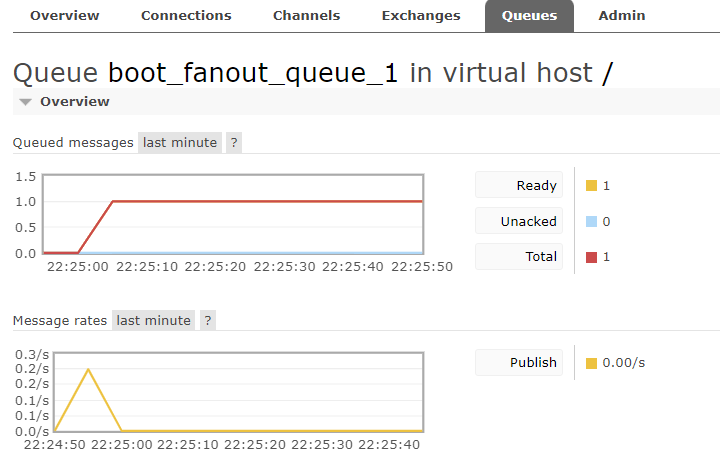 Overview Connections Channels Exchanges Queues Admin
Queue boot_fanout_queue_1 in virtual host /
Overview
Queued messages last minute ?
1.5
1.0
0.5
0.0
22:25:00 22:25:10 22:25:20 22:25:30 22:25:40 22:25:50
Ready 1
Unacked 0
Total 1
Message rates last minute ?
0.3/s
0.2/s
0.2/s
0.1/s
0.1/s
0.0/s
22:24:50 22:25:00 22:25:10 22:25:20 22:25:30 22:25:40
Publish 0.00/s